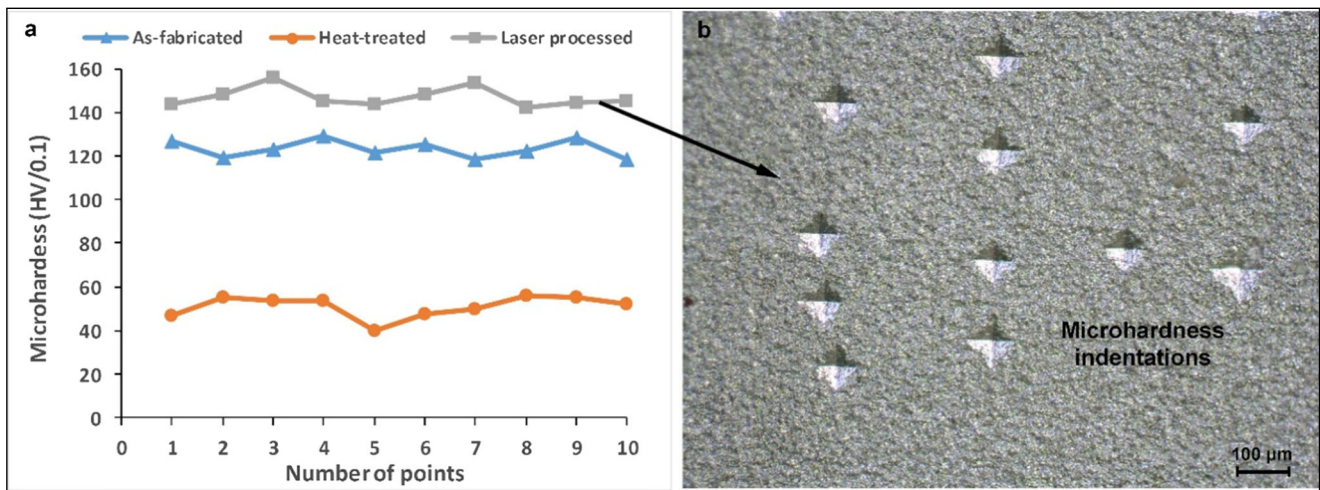 a
As-fabricated Heat-treated Laser processed
160
140
120
100
80
60
40
20
0
Microhardess (HV/0.1)
0 1 2 3 4 5 6 7 8 9 10
Number of points
b
Microhardness
indentations
100 µm